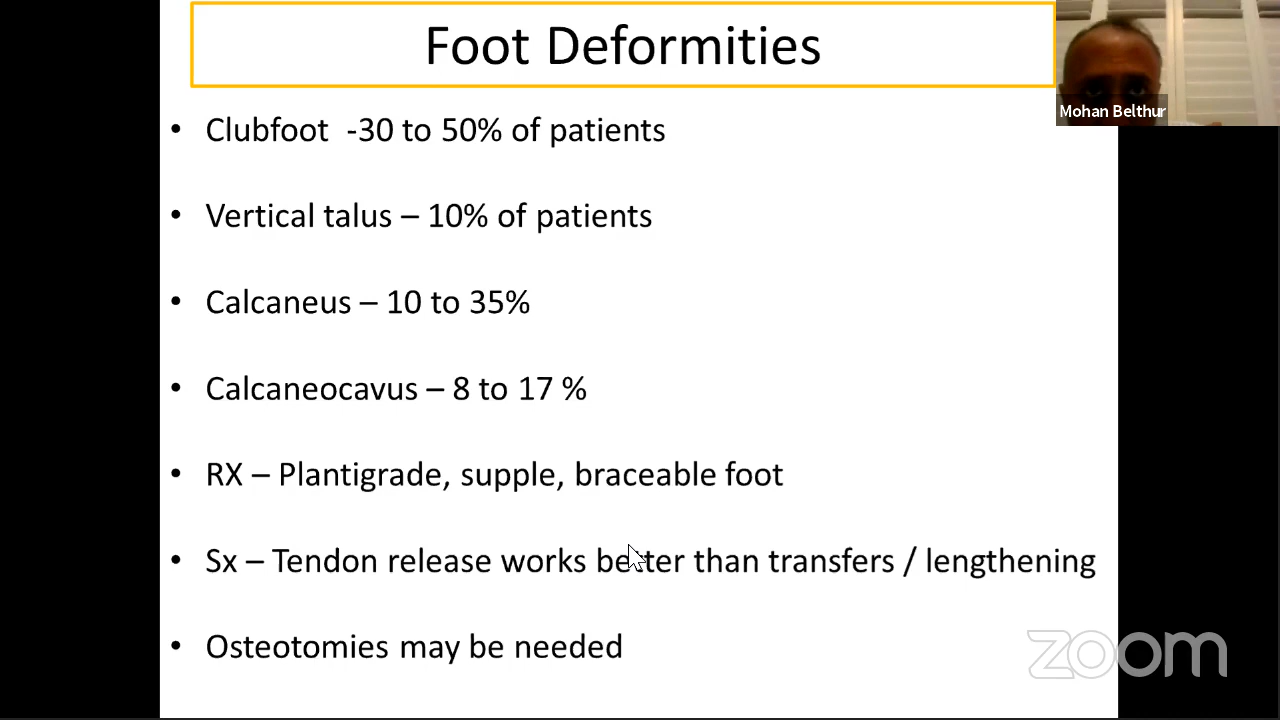 Foot Deformities
Mohan Belthur
• Clubfoot -30 to 50% of patients
• Vertical talus – 10% of patients
• Calcaneus – 10 to 35%
• Calcaneocavus – 8 to 17 %
• RX – Plantigrade, supple, braceable foot
• Sx – Tendon release works better than transfers / lengthening
• Osteotomies may be needed
zoom